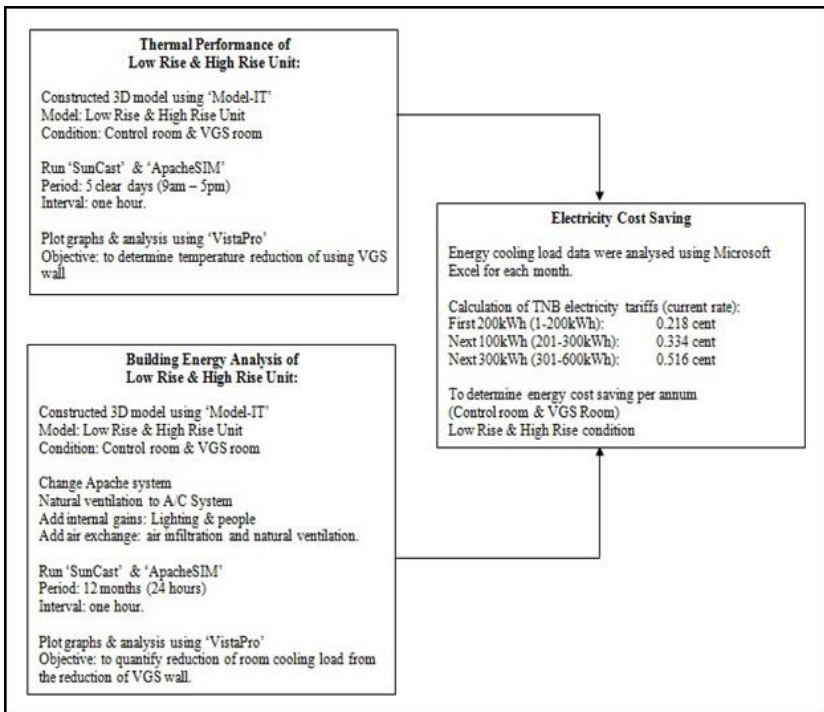 Thermal Performance of
Low Rise & High Rise Unit:
Constructed 3D model using 'Model-IT'
Model: Low Rise & High Rise Unit
Condition: Control room & VGS room
Run 'SunCast' & 'ApacheSIM'
Period: 5 clear days (9am – 5pm)
Interval: one hour.
Plot graphs & analysis using 'VistaPro'
Objective: to determine temperature reduction of using VGS
wall
Building Energy Analysis of
Low Rise & High Rise Unit:
Constructed 3D model using 'Model-IT'
Model: Low Rise & High Rise Unit
Condition: Control room & VGS room
Change Apache system
Natural ventilation to A/C System
Add internal gains: Lighting & people
Add air exchange: air infiltration and natural ventilation.
Run 'SunCast' & 'ApacheSIM'
Period: 12 months (24 hours)
Interval: one hour.
Plot graphs & analysis using 'VistaPro'
Objective: to quantify reduction of room cooling load from
the reduction of VGS wall.
Electricity Cost Saving
Energy cooling load data were analysed using Microsoft
Excel for each month.
Calculation of TNB electricity tariffs (current rate):
First 200kWh (1-200kWh): 0.218 cent
Next 100kWh (201-300kWh): 0.334 cent
Next 300kWh (301-600kWh): 0.516 cent
To determine energy cost saving per annum
(Control room & VGS Room)
Low Rise & High Rise condition